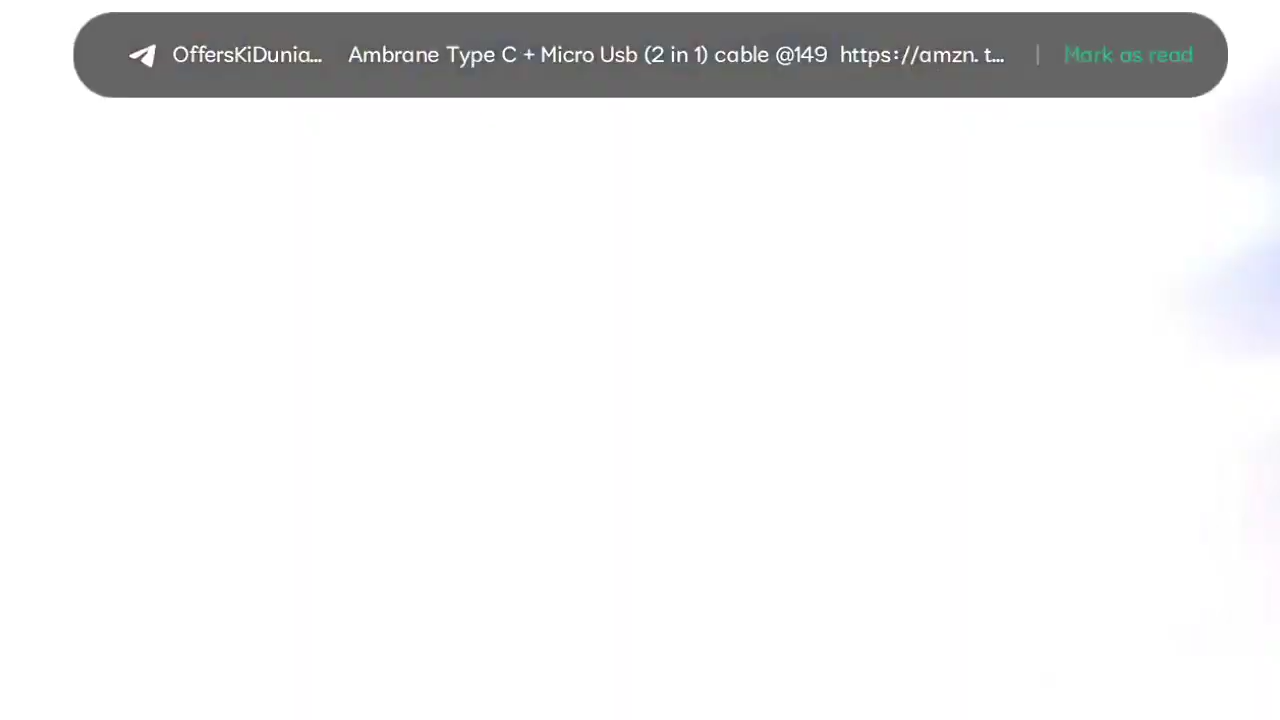 OffersKiDunia... Ambrane Type C + Micro Usb (2 in 1) cable @149 https://amzn. t... | Mark as read